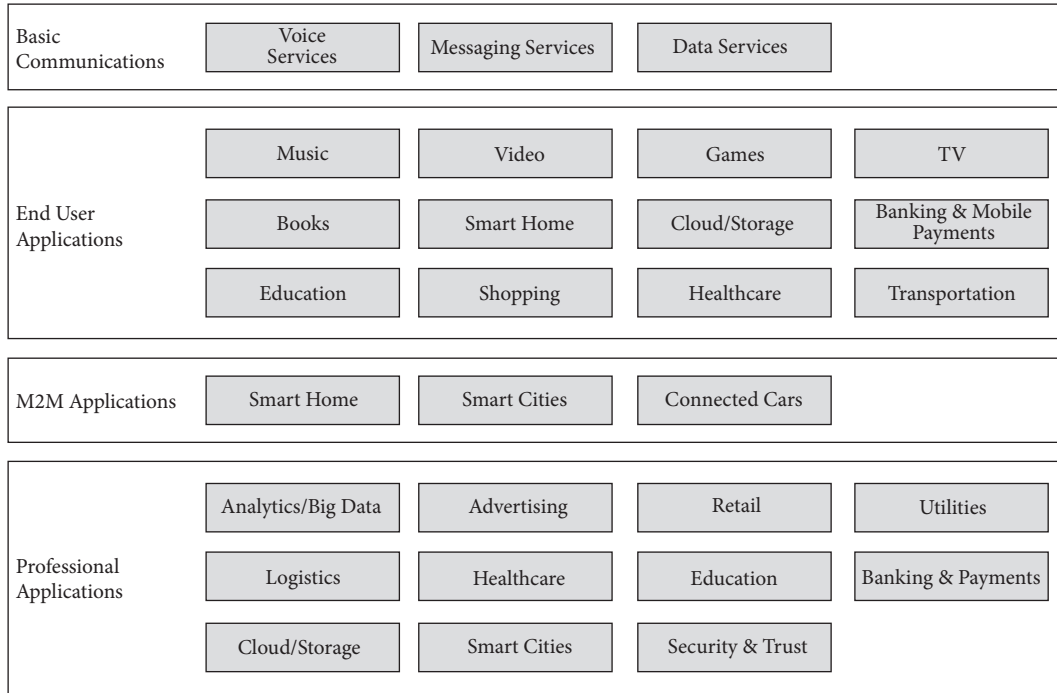 Basic
Communications
Voice
Services
Messaging Services
Data Services
End User
Applications
Music
Video
Games
TV
Books
Smart Home
Cloud/Storage
Banking & Mobile
Payments
Education
Shopping
Healthcare
Transportation
M2M Applications
Smart Home
Smart Cities
Connected Cars
Professional
Applications
Analytics/Big Data
Advertising
Retail
Utilities
Logistics
Healthcare
Education
Banking & Payments
Cloud/Storage
Smart Cities
Security & Trust